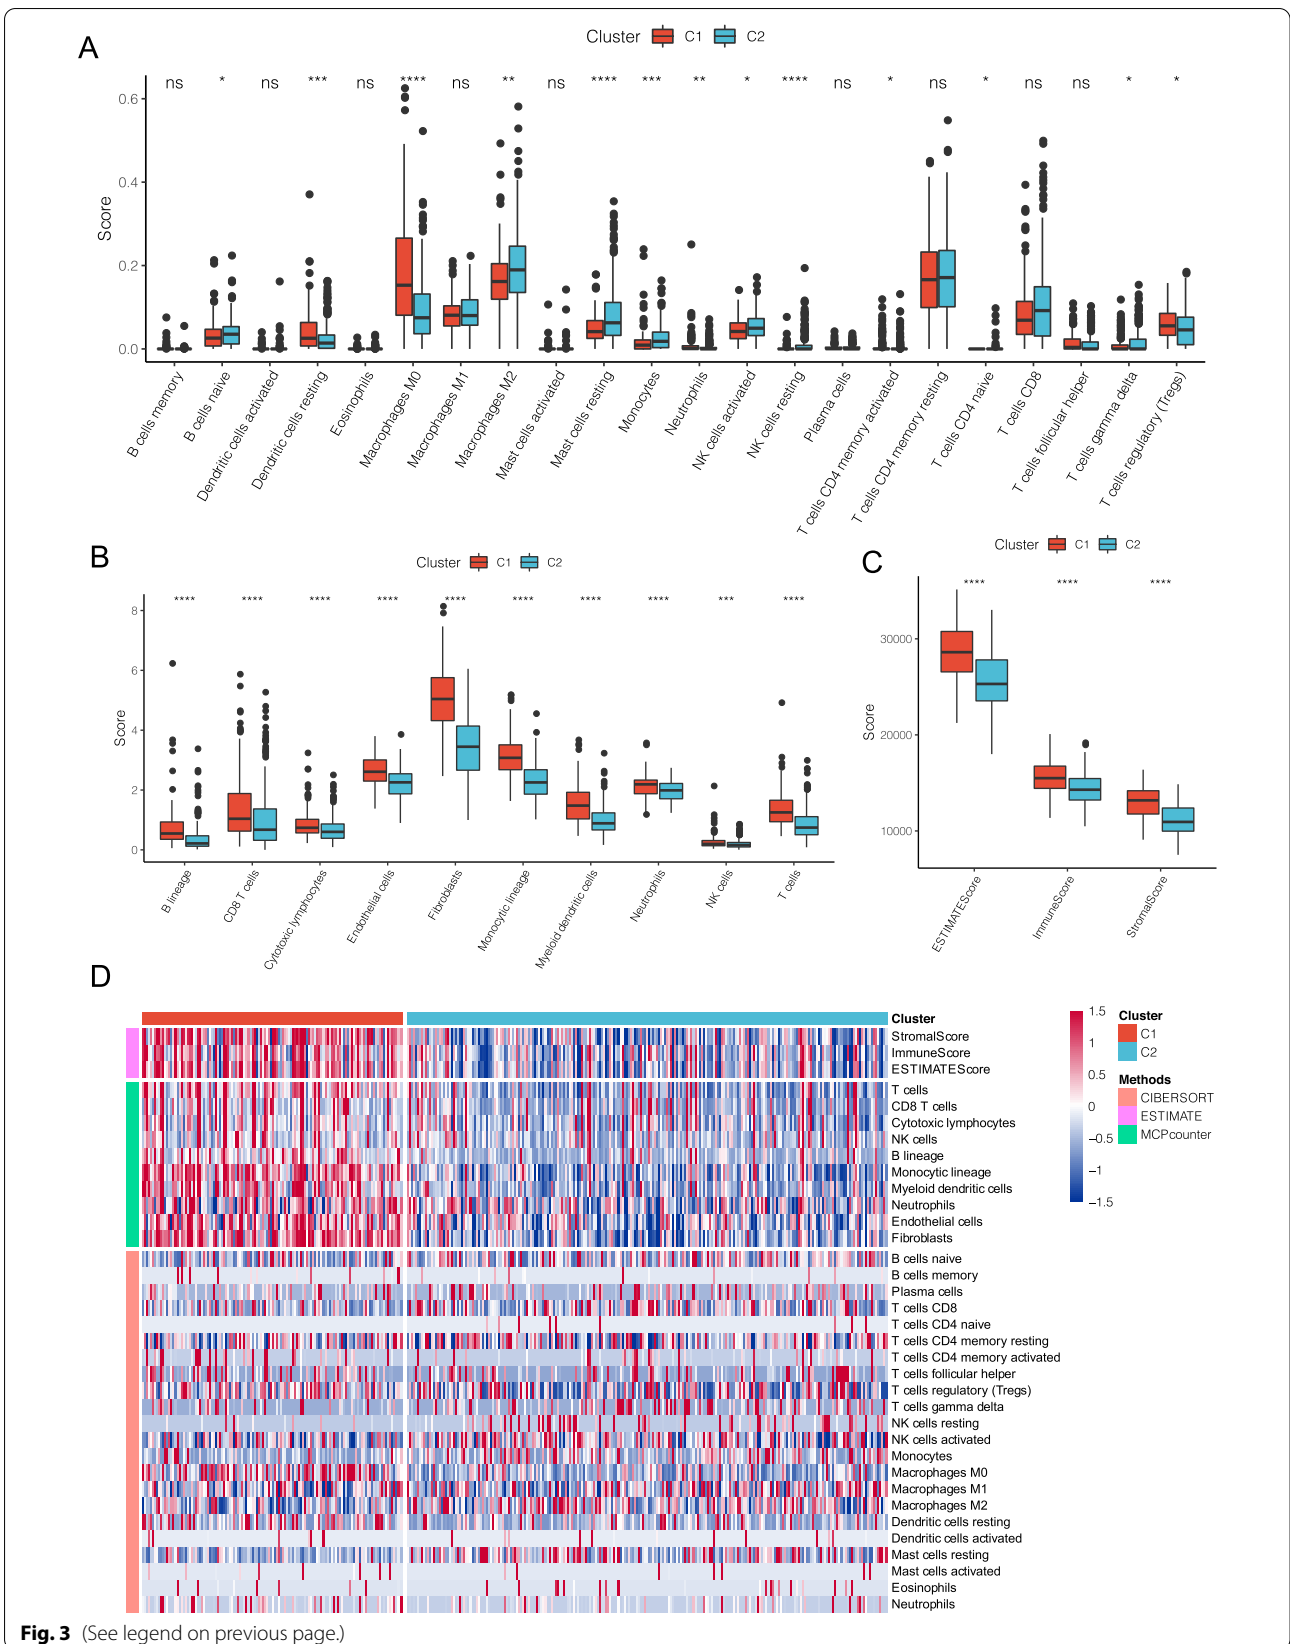 A
Cluster C1 C2
ns * ns *** ns **** ns ** ns **** *** ** * **** ns * ns * ns ns * *
Score
0.6
0.4
0.2
0.0
B cells memory
B cells naive
Dendritic cells activated
Dendritic cells resting
Eosinophils
Macrophages M0
Macrophages M1
Macrophages M2
Mast cells activated
Mast cells resting
Monocytes
Neutrophils
NK cells activated
NK cells resting
Plasma cells
T cells CD4 memory activated
T cells CD4 memory resting
T cells CD4 naive
T cells CD8
T cells follicular helper
T cells gamma delta
T cells regulatory (Tregs)
B
Cluster C1 C2
**** **** **** **** **** **** **** **** *** ****
Score
8
6
4
2
0
B lineage
CD8 T cells
Cytotoxic lymphocytes
Endothelial cells
Fibroblasts
Monocytic lineage
Myeloid dendritic cells
Neutrophils
NK cells
T cells
C
Cluster C1 C2
**** **** ****
Score
30000
20000
10000
ESTIMATEScore
ImmuneScore
StromalScore
D
Cluster
StromalScore
ImmuneScore
ESTIMATEScore
T cells
CD8 T cells
Cytotoxic lymphocytes
NK cells
B lineage
Monocytic lineage
Myeloid dendritic cells
Neutrophils
Endothelial cells
Fibroblasts
B cells naive
B cells memory
Plasma cells
T cells CD8
T cells CD4 naive
T cells CD4 memory resting
T cells CD4 memory activated
T cells follicular helper
T cells regulatory (Tregs)
T cells gamma delta
NK cells resting
NK cells activated
Monocytes
Macrophages M0
Macrophages M1
Macrophages M2
Dendritic cells resting
Dendritic cells activated
Mast cells resting
Mast cells activated
Eosinophils
Neutrophils
1.5
1
0.5
0
−0.5
−1
−1.5
Cluster
C1
C2
Methods
CIBERSORT
ESTIMATE
MCPcounter
Fig. 3 (See legend on previous page.)